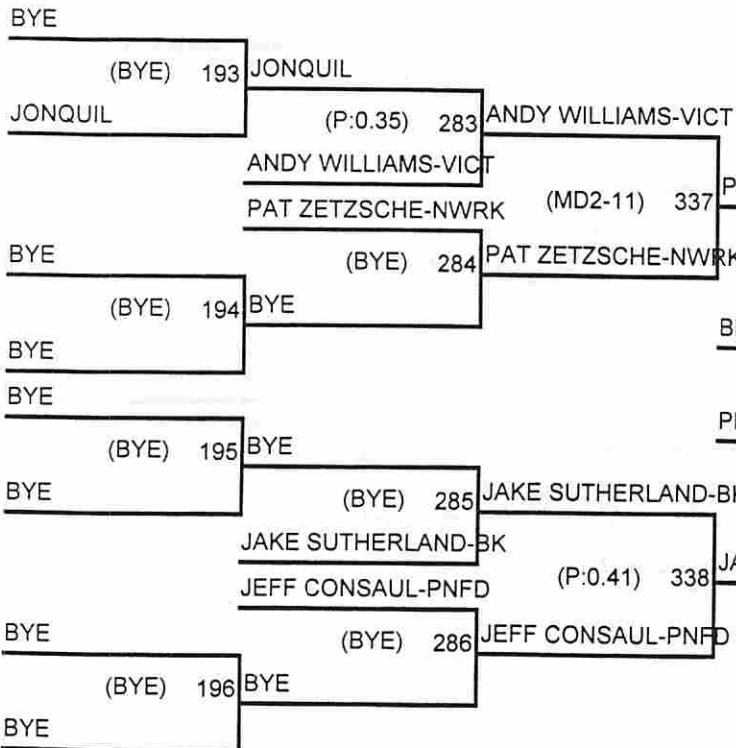 BYE
(BYE) 193 JONQUIL
JONQUIL
(P:0.35) 283 ANDY WILLIAMS-VICT
ANDY WILLIAMS-VICT
(MD2-11) 337 P
PAT ZETZSCHE-NWRK
BYE
(BYE) 284 PAT ZETZSCHE-NWRK
(BYE) 194 BYE
BYE
BYE
(BYE) 195 BYE
BYE
(BYE) 285 JAKE SUTHERLAND-BK
JAKE SUTHERLAND-BK
(P:0.41) 338 JA
JEFF CONSAUL-PNFD
BYE
(BYE) 286 JEFF CONSAUL-PNFD
(BYE) 196 BYE
BYE